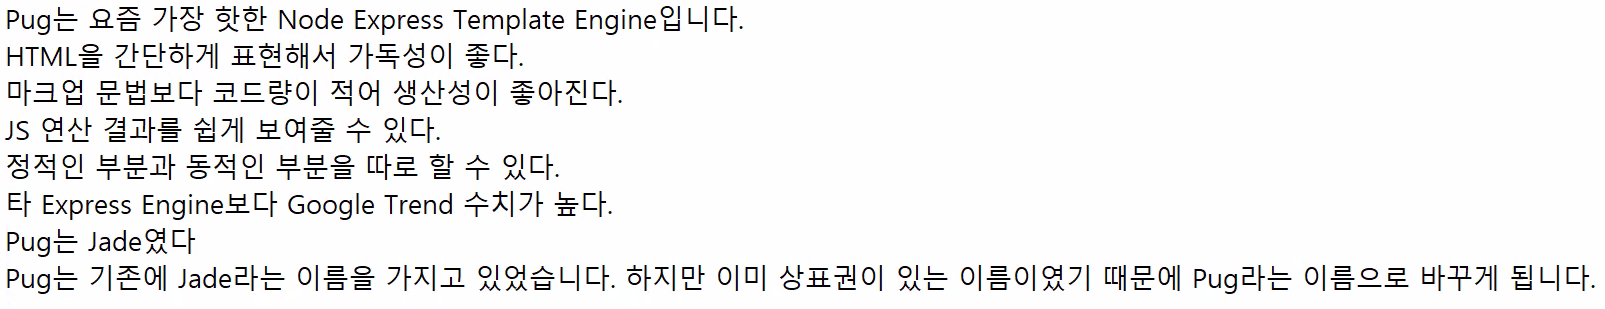 Pug는 요즘 가장 핫한 Node Express Template Engine입니다.
HTML을 간단하게 표현해서 가독성이 좋다.
마크업 문법보다 코드량이 적어 생산성이 좋아진다.
JS 연산 결과를 쉽게 보여줄 수 있다.
정적인 부분과 동적인 부분을 따로 할 수 있다.
타 Express Engine보다 Google Trend 수치가 높다.
Pug는 Jade였다
Pug는 기존에 Jade라는 이름을 가지고 있었습니다. 하지만 이미 상표권이 있는 이름이였기 때문에 Pug라는 이름으로 바꾸게 됩니다.